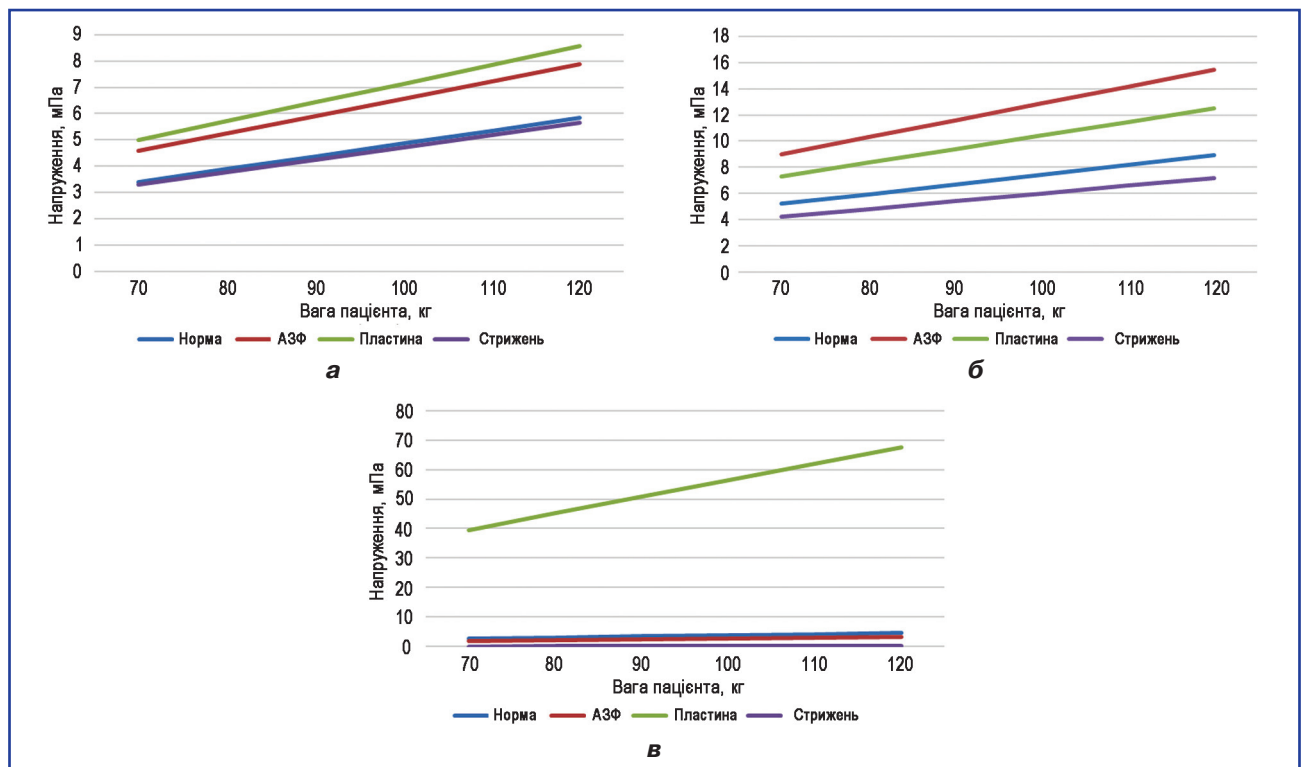 9
8
7
6
5
4
3
2
1
0
Напруження, мПа
70 80 90 100 110 120
Вага пацієнта, кг
Норма АЗФ Пластина Стрижень
а
18
16
14
12
10
8
6
4
2
0
Напруження, мПа
70 80 90 100 110 120
Вага пацієнта, кг
Норма АЗФ Пластина Стрижень
б
80
70
60
50
40
30
20
10
0
Напруження, мПа
70 80 90 100 110 120
Вага пацієнта, кг
Норма АЗФ Пластина Стрижень
в